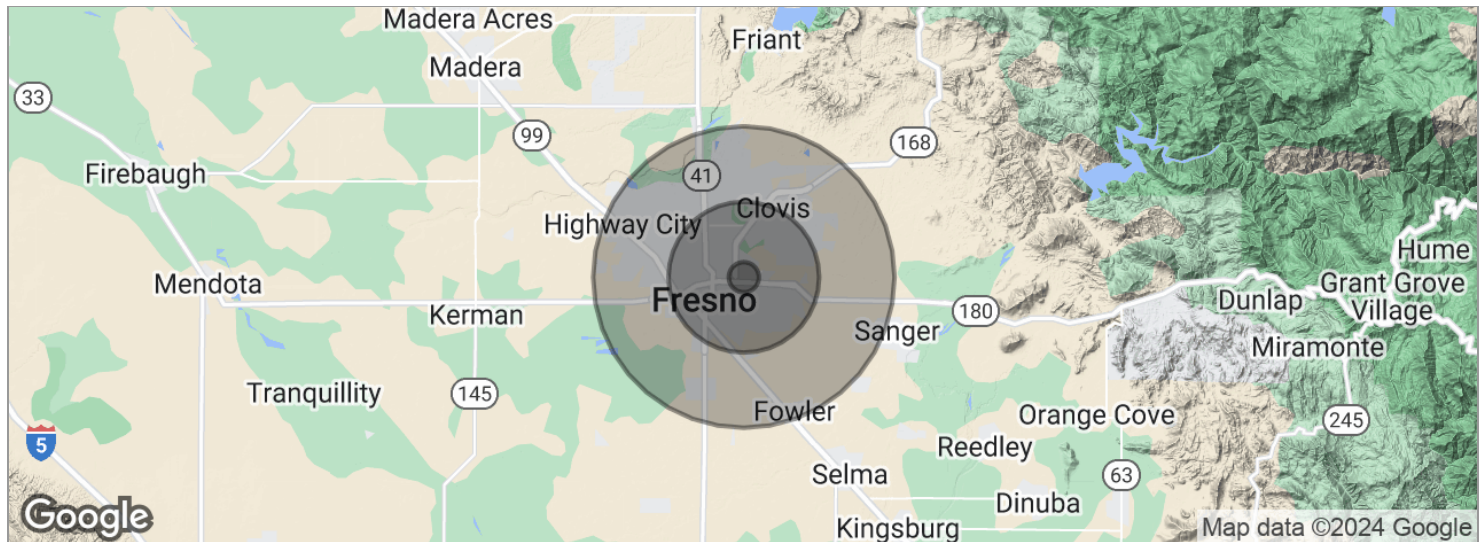 Madera Acres
Friant
Madera
33
99
168
41
Firebaugh
Clovis
Highway City
Hume
Mendota
Grant Grove
Village
Dunlap
Fresno
Kerman
180
Sanger
Miramonte
Tranquillity
145
Fowler
Orange Cove
245
5
Reedley
Selma
63
Dinuba
Google
Kingsburg
Map data ©2024 Google